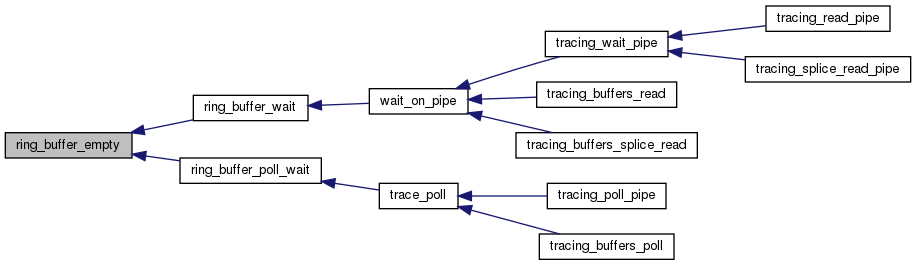 tracing_read_pipe
tracing_wait_pipe
tracing_splice_read_pipe
tracing_buffers_read
wait_on_pipe
ring_buffer_wait
tracing_buffers_splice_read
ring_buffer_empty
ring_buffer_poll_wait
trace_poll
tracing_poll_pipe
tracing_buffers_poll